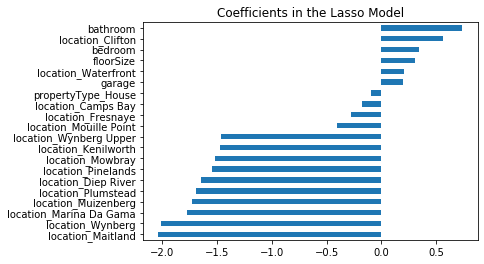 Coefficients in the Lasso Model
bathroom
location_Clifton
bedroom
floorSize
location_Waterfront
garage
propertyType_House
location_Camps Bay
location_Fresnaye
location_Mouille Point
location_Wynberg Upper
location_Kenilworth
location_Mowbray
location_Pinelands
location_Diep River
location_Plumstead
location_Muizenberg
location_Marina Da Gama
location_Wynberg
location_Maitland
−2.0 −1.5 −1.0 −0.5 0.0 0.5